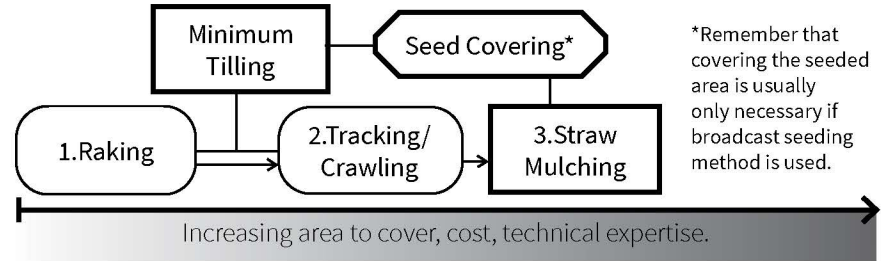 Minimum
Tilling
Seed Covering*
1.Raking
2.Tracking/
Crawling
3.Straw
Mulching
*Remember that
covering the seeded
area is usually
only necessary if
broadcast seeding
method is used.
Increasing area to cover, cost, technical expertise.